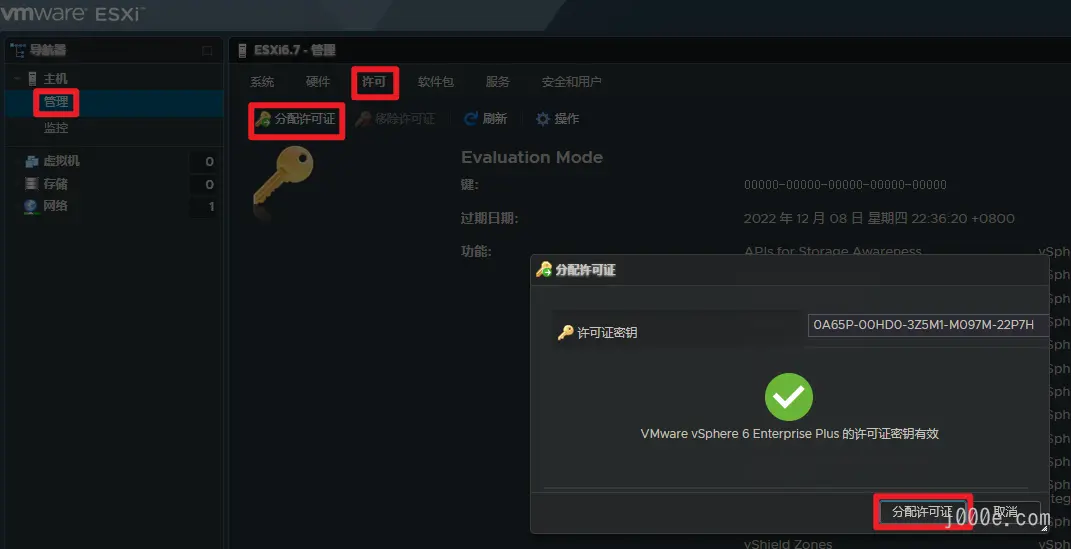 vmware ESXi™
导航器
主机
管理
监控
虚拟机 0
存储 0
网络 1
ESXi6.7 - 管理
系统 硬件 许可 软件包 服务 安全和用户
分配许可证 移除许可证 刷新 操作
Evaluation Mode
键: 00000-00000-00000-00000-00000
过期日期: 2022 年 12 月 08 日 星期四 22:36:20 +0800
功能: APIs for Storage Awareness
分配许可证
许可证密钥 0A65P-00HD0-3Z5M1-M097M-22P7H
VMware vSphere 6 Enterprise Plus 的许可证密钥有效
分配许可证 取消
j000e.com
vShield Zones